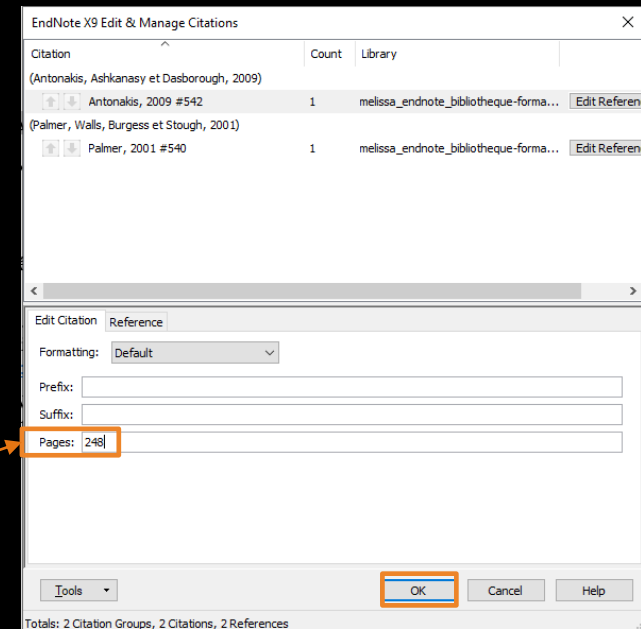 EndNote X9 Edit & Manage Citations
Citation Count Library
(Antonakis, Ashkanasy et Dasborough, 2009)
Antonakis, 2009 #542 1 melissa_endnote_bibliotheque-forma... Edit Referen
(Palmer, Walls, Burgess et Stough, 2001)
Palmer, 2001 #540 1 melissa_endnote_bibliotheque-forma... Edit Referen
Edit Citation Reference
Formatting: Default
Prefix:
Suffix:
Pages: 248
Tools OK Cancel Help
Totals: 2 Citation Groups, 2 Citations, 2 References